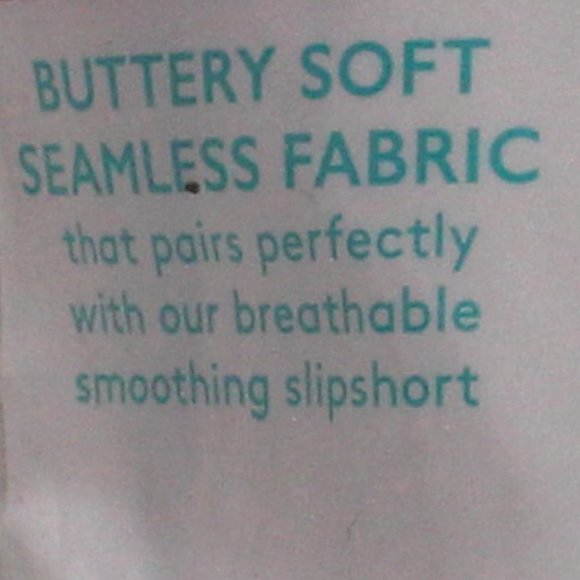 BUTTERY SOFT
SEAMLESS FABRIC
that pairs perfectly
with our breathable
smoothing slipshort